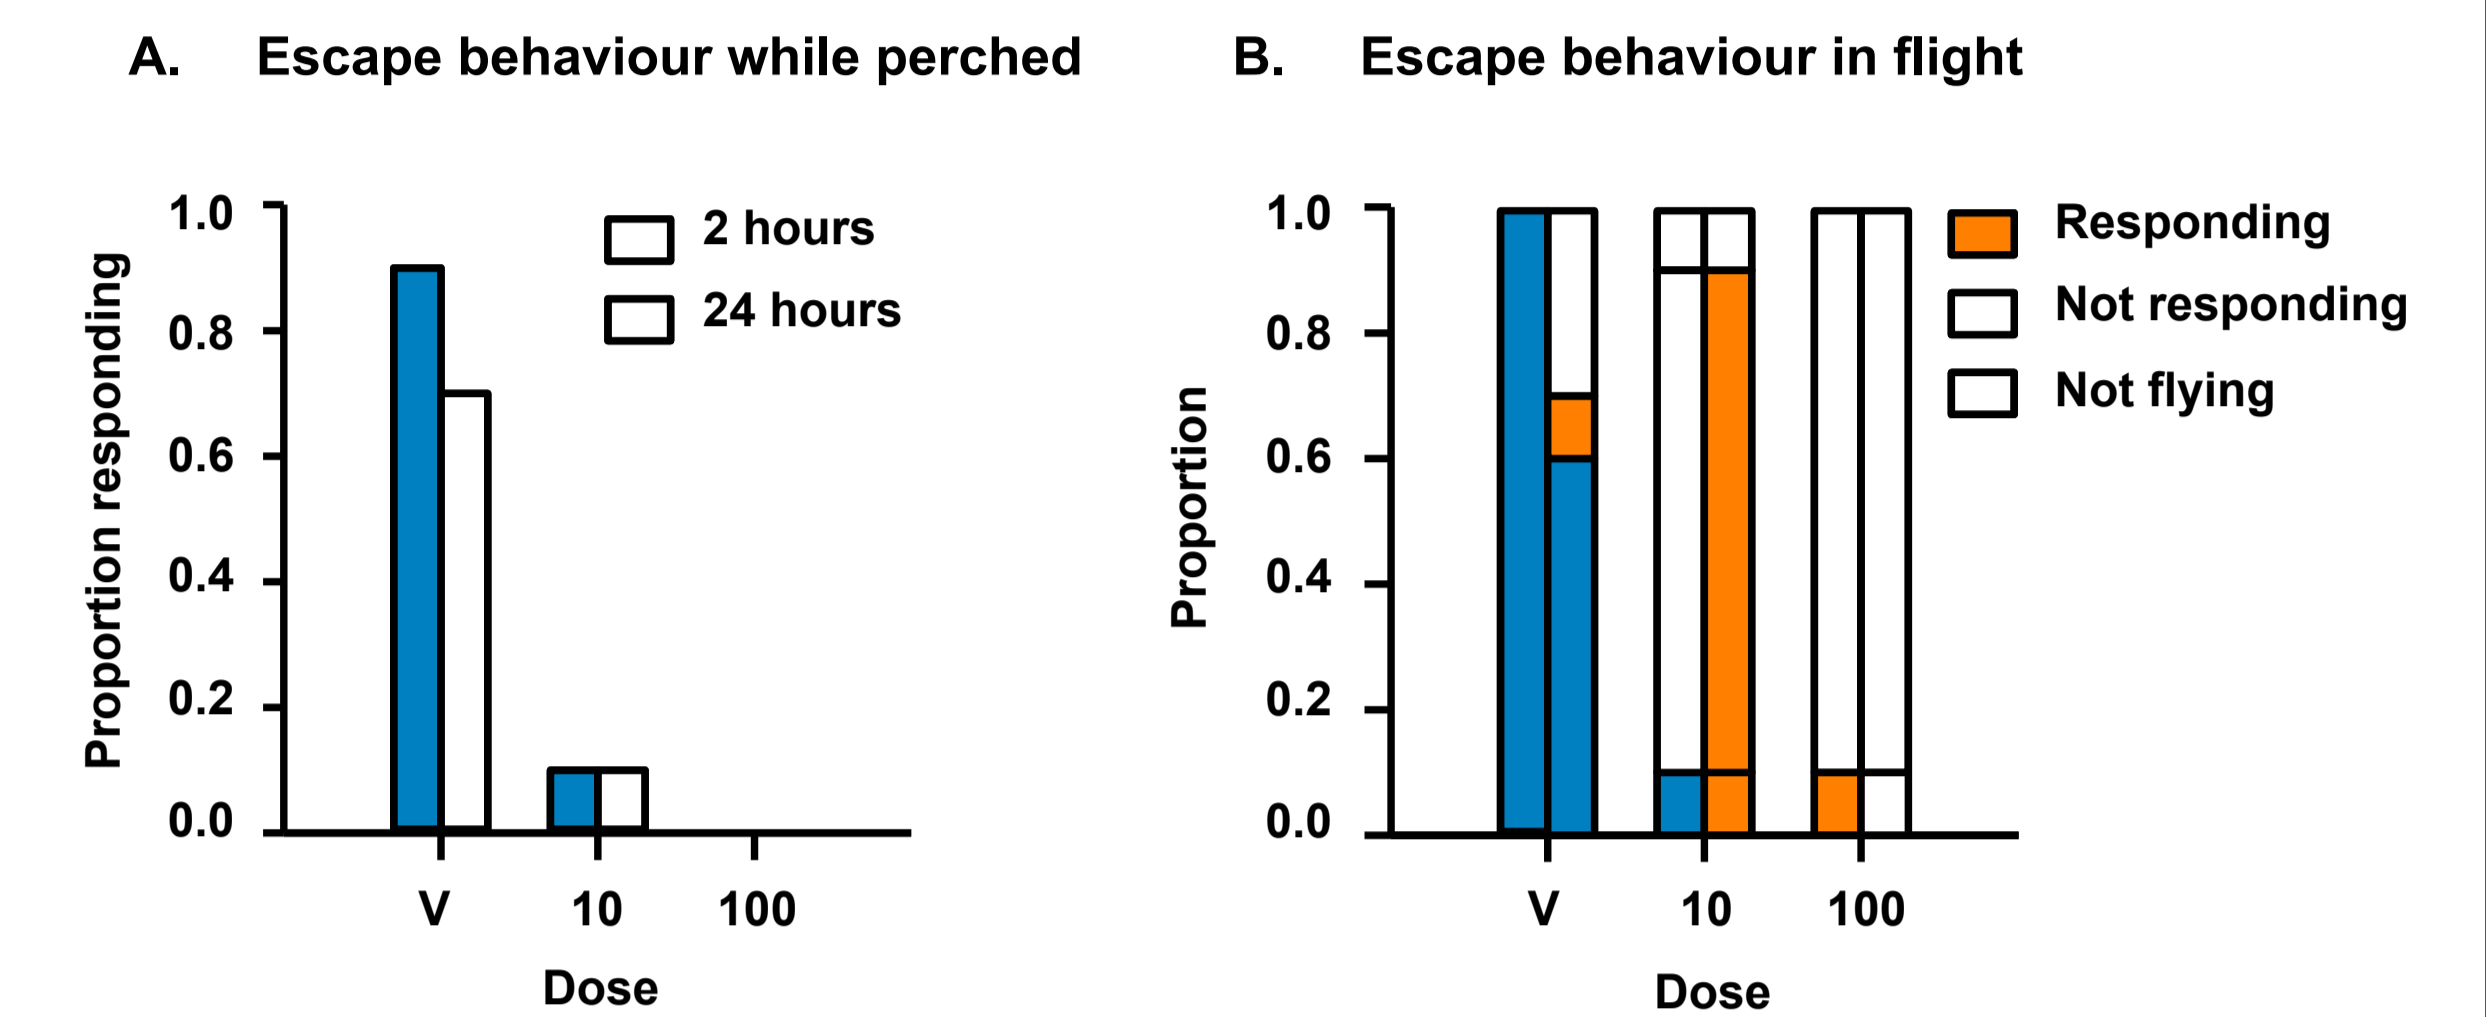 A. Escape behaviour while perched
Proportion responding
1.0
0.8
0.6
0.4
0.2
0.0
2 hours
24 hours
V 10 100
Dose
B. Escape behaviour in flight
Proportion
1.0
0.8
0.6
0.4
0.2
0.0
Responding
Not responding
Not flying
V 10 100
Dose